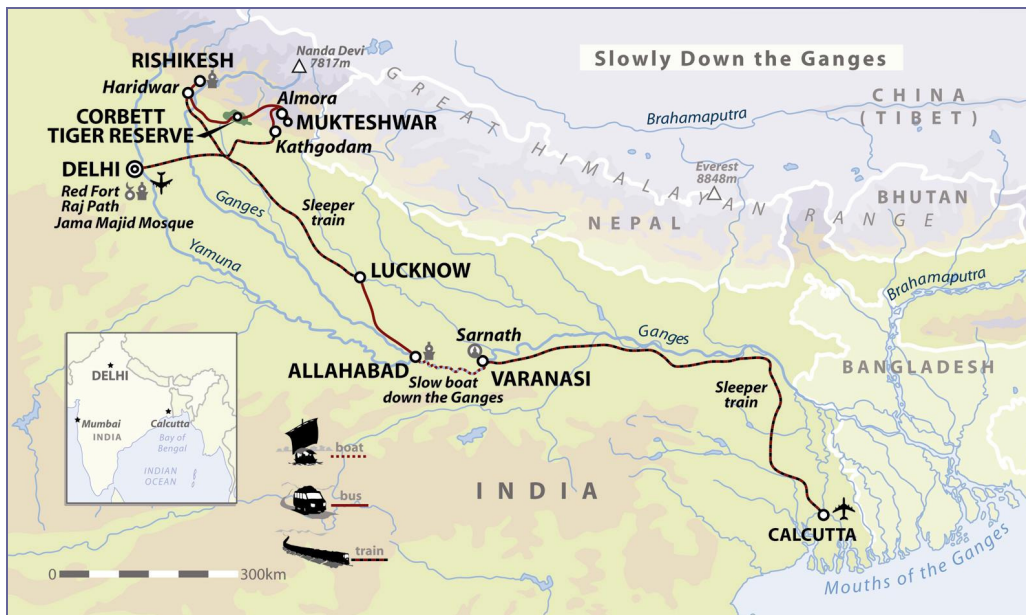 Slowly Down the Ganges
RISHIKESH
Haridwar
Nanda Devi
7817m
Almora
MUKTESHWAR
CORBETT
TIGER RESERVE
Kathgodam
DELHI
Red Fort
Raj Path
Jama Majid Mosque
GREAT HIMALAYAN RANGE
CHINA
(TIBET)
Brahamaputra
Everest
8848m
BHUTAN
NEPAL
Ganges
Sleeper
train
Yamuna
LUCKNOW
Brahamaputra
Sarnath
Ganges
ALLAHABAD
Slow boat
down the Ganges
VARANASI
BANGLADESH
Sleeper
train
DELHI
Mumbai
INDIA
Calcutta
Bay of
Bengal
INDIAN
OCEAN
boat
bus
train
INDIA
CALCUTTA
Mouths of the Ganges
0 300km